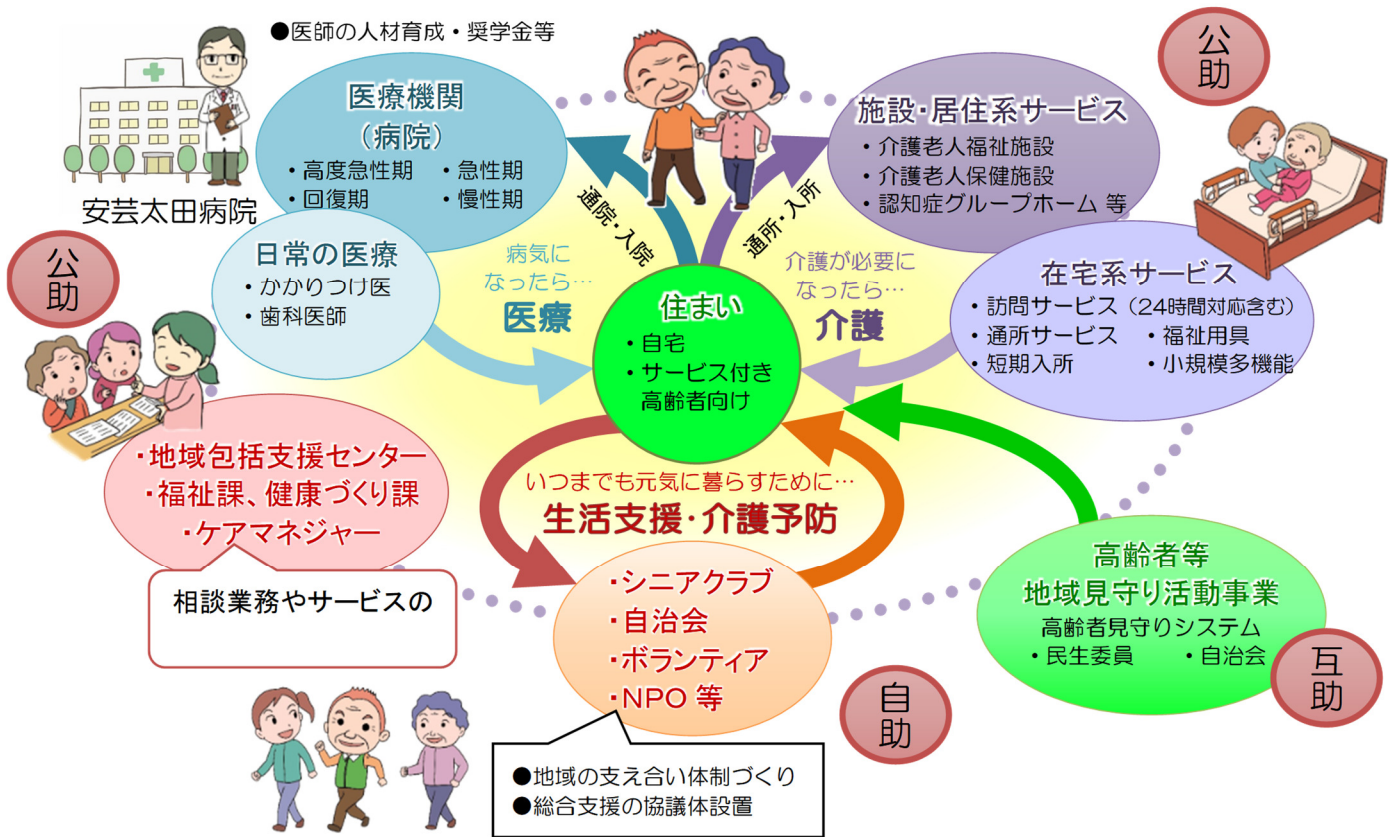 ●医師の人材育成・奨学金等
安芸太田病院
医療機関
(病院)
・高度急性期 ・急性期
・回復期 ・慢性期
日常の医療
・かかりつけ医
・歯科医師
公助
通院・入院
病気に
なったら…
医療
通所・入所
介護が必要に
なったら…
介護
施設・居住系サービス
・介護老人福祉施設
・介護老人保健施設
・認知症グループホーム 等
公助
在宅系サービス
・訪問サービス(24時間対応含む)
・通所サービス ・福祉用具
・短期入所 ・小規模多機能
住まい
・自宅
・サービス付き
高齢者向け
いつまでも元気に暮らすために…
生活支援・介護予防
・地域包括支援センター
・福祉課、健康づくり課
・ケアマネジャー
相談業務やサービスの
・シニアクラブ
・自治会
・ボランティア
・NPO 等
自助
●地域の支え合い体制づくり
●総合支援の協議体設置
高齢者等
地域見守り活動事業
高齢者見守りシステム
・民生委員 ・自治会
互助